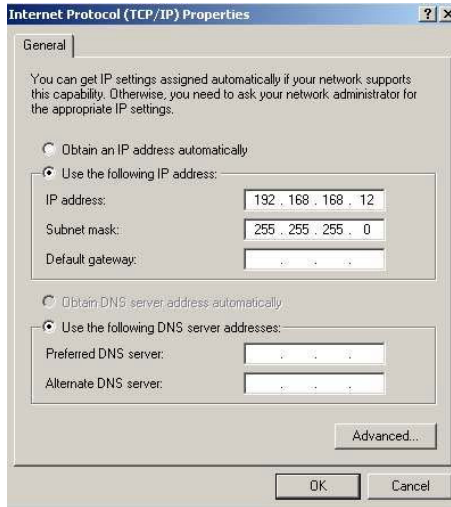 Internet Protocol (TCP/IP) Properties
General
You can get IP settings assigned automatically if your network supports
this capability. Otherwise, you need to ask your network administrator for
the appropriate IP settings.
Obtain an IP address automatically
Use the following IP address:
IP address: 192 . 168 . 168 . 12
Subnet mask: 255 . 255 . 255 . 0
Default gateway: . . .
Obtain DNS server address automatically
Use the following DNS server addresses:
Preferred DNS server: . . .
Alternate DNS server: . . .
Advanced...
OK Cancel